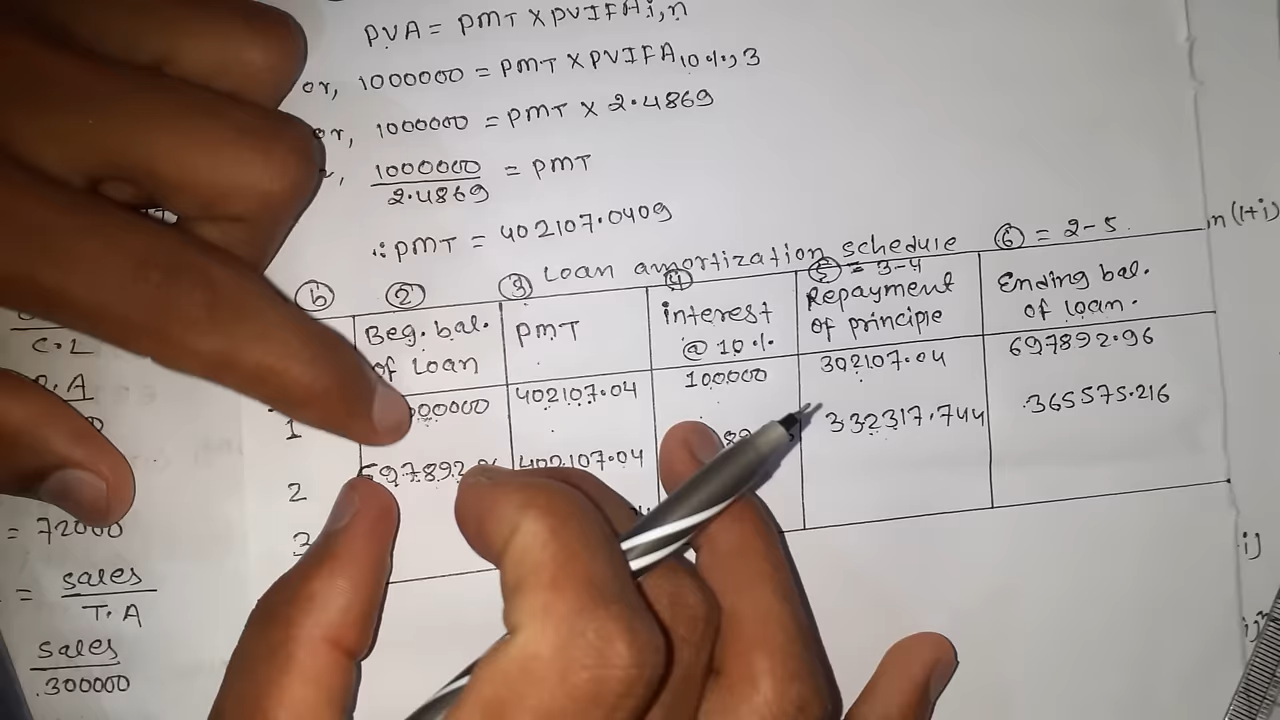 PVA = PMT X PVIFA i,n
or, 1000000 = PMT X PVIFA 10%,3
or, 1000000 = PMT X 2.4869
1000000 / 2.4869 = PMT
∴ PMT = 402107.0409
n(1+i)
Loan amortization schedule
② ③ ④ ⑤ = 3-4 ⑥ = 2-5
Beg. bal. of Loan PMT interest @ 10% Repayment of principle Ending bal. of loan.
1 00000 402107.04 100000 302107.04 697892.96
2 697892 402107.04 332317.744 365575.216
3
C.L
= 72000
= sales / T.A
sales
300000